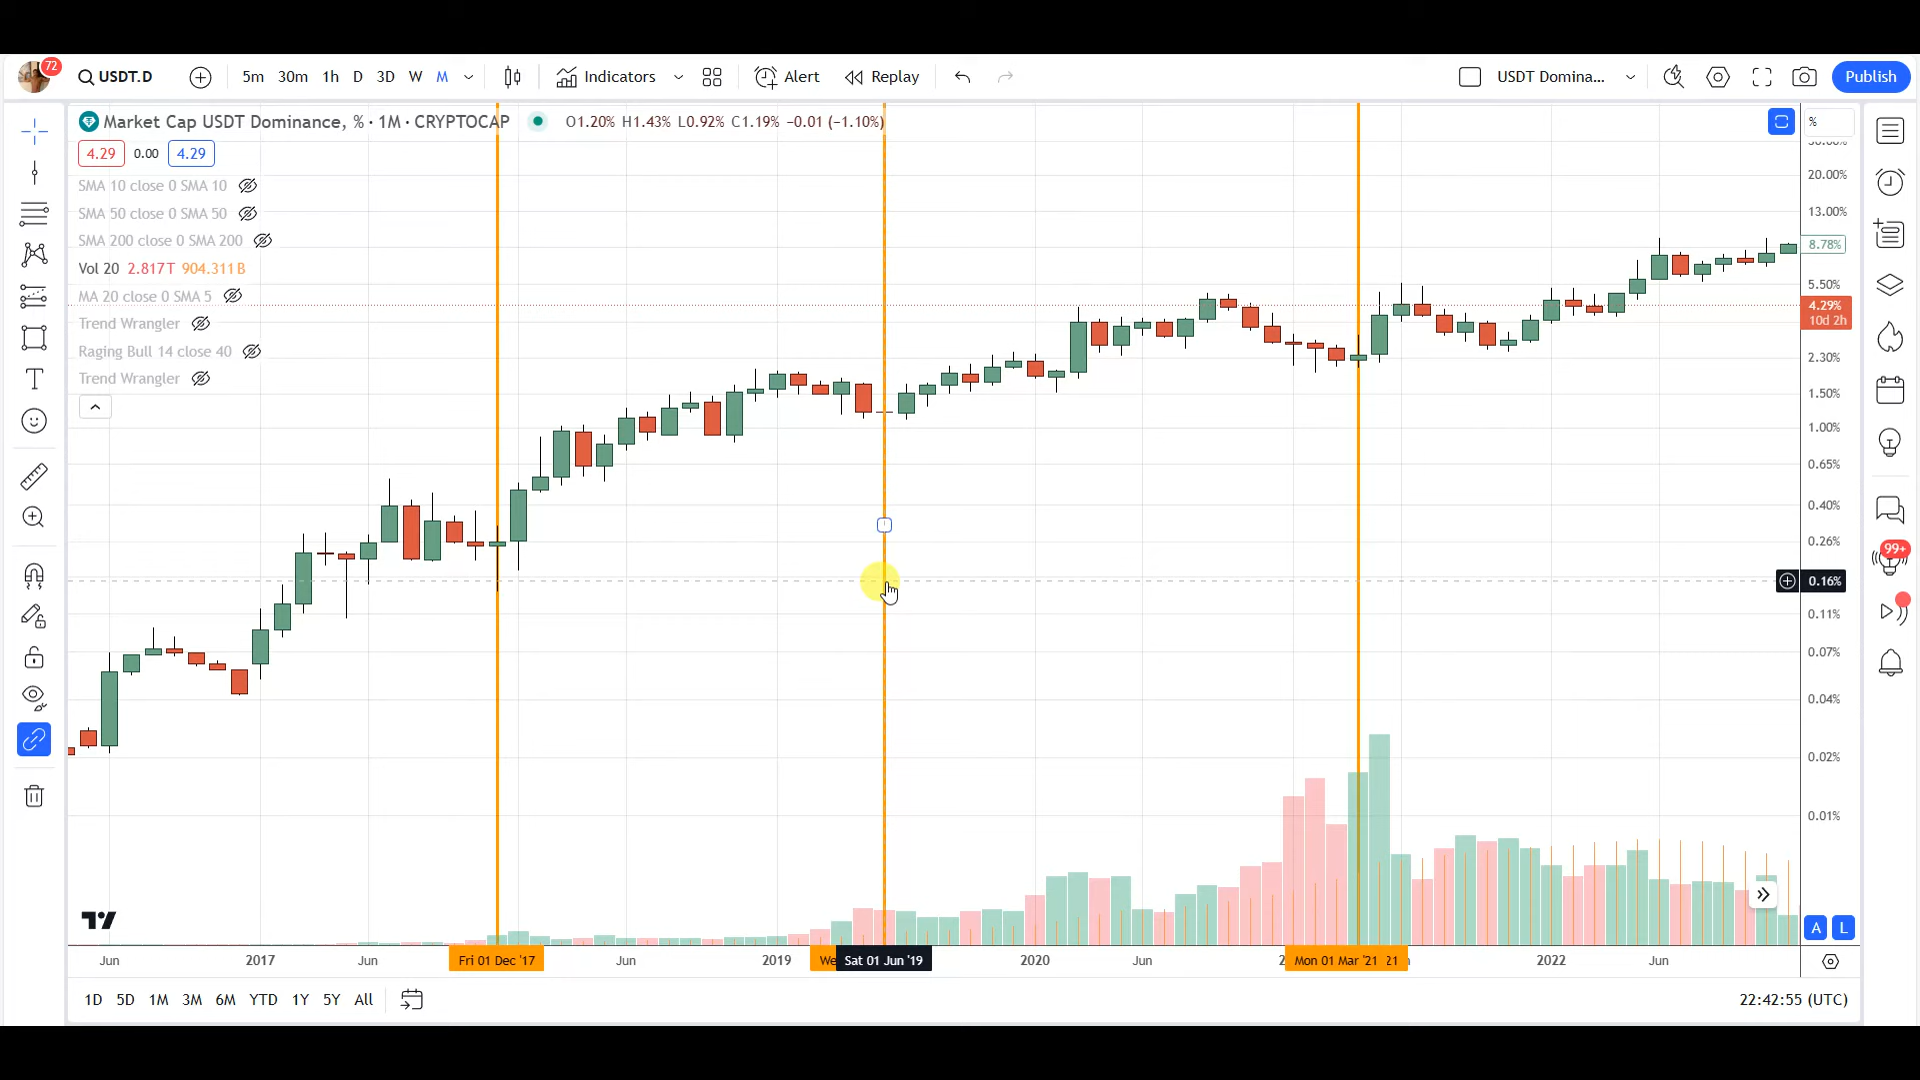 72
USDT.D
5m 30m 1h D 3D W M
Indicators
Alert
Replay
USDT Domina...
Publish
Market Cap USDT Dominance, % · 1M · CRYPTOCAP
O1.20% H1.43% L0.92% C1.19% −0.01 (−1.10%)
%
4.29 0.00 4.29
SMA 10 close 0 SMA 10
SMA 50 close 0 SMA 50
SMA 200 close 0 SMA 200
Vol 20 2.817T 904.311B
MA 20 close 0 SMA 5
Trend Wrangler
Raging Bull 14 close 40
Trend Wrangler
20.00%
13.00%
8.78%
5.50%
4.29%
10d 2h
2.30%
1.50%
1.00%
0.65%
0.40%
0.26%
0.16%
0.11%
0.07%
0.04%
0.02%
0.01%
99+
A L
Jun 2017 Jun Fri 01 Dec '17 Jun 2019 We Sat 01 Jun '19 2020 Jun Mon 01 Mar '21 21 2022 Jun
1D 5D 1M 3M 6M YTD 1Y 5Y All
22:42:55 (UTC)